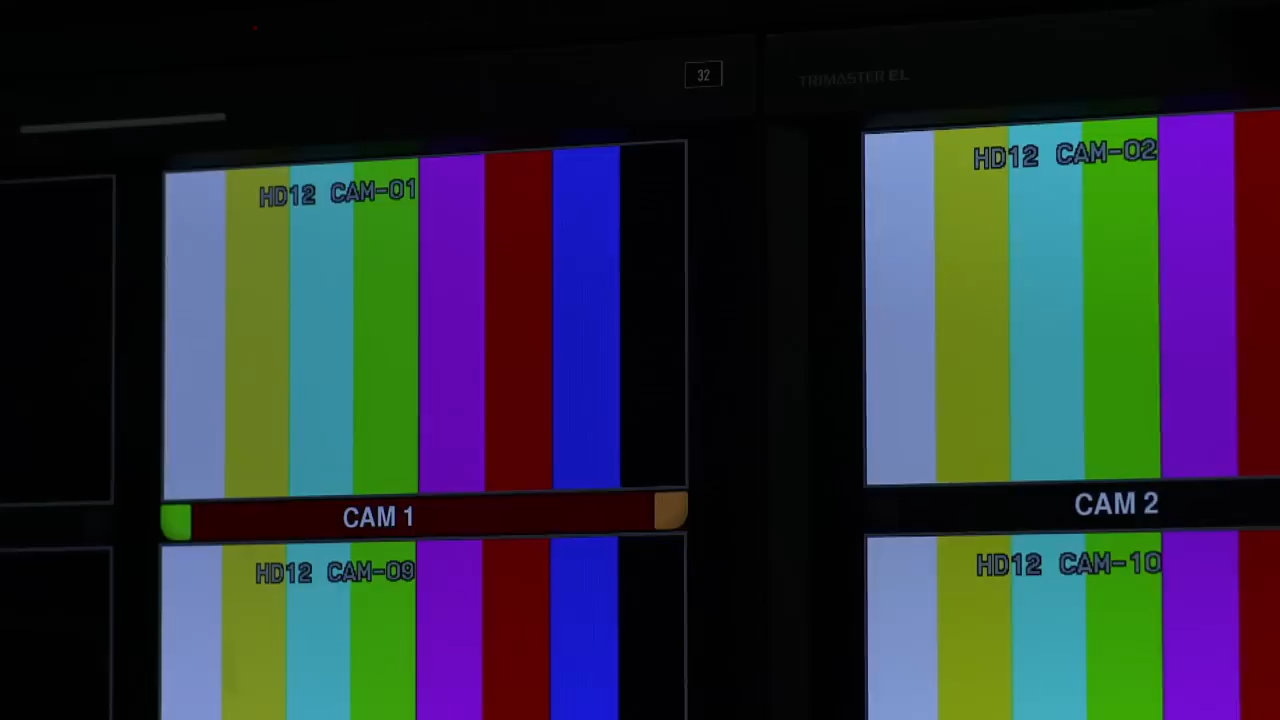 32
TRIMASTER EL
HD12 CAM-01
HD12 CAM-02
CAM 1
CAM 2
HD12 CAM-09
HD12 CAM-10